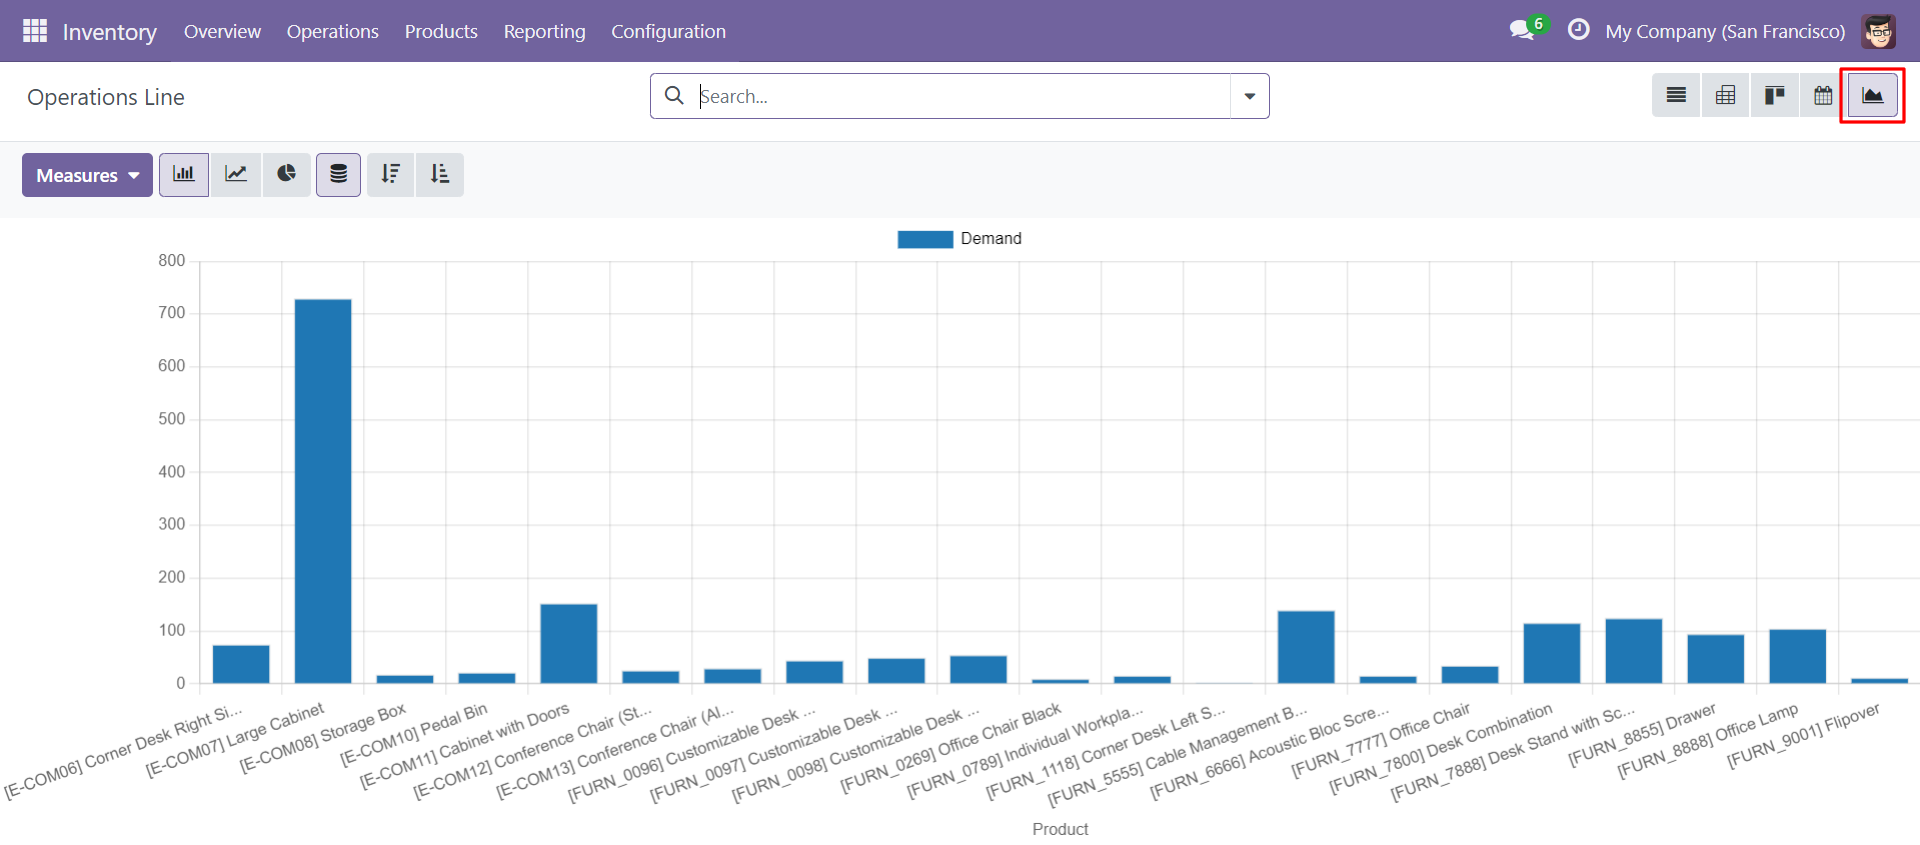 Inventory Overview Operations Products Reporting Configuration 6 My Company (San Francisco)
Operations Line Search...
Measures
Demand
800
700
600
500
400
300
200
100
0
[E-COM06] Corner Desk Right Si...
[E-COM07] Large Cabinet
[E-COM08] Storage Box
[E-COM10] Pedal Bin
[E-COM11] Cabinet with Doors
[E-COM12] Conference Chair (St...
[E-COM13] Conference Chair (Al...
[FURN_0096] Customizable Desk ...
[FURN_0097] Customizable Desk ...
[FURN_0098] Customizable Desk ...
[FURN_0269] Office Chair Black
[FURN_0789] Individual Workpla...
[FURN_1118] Corner Desk Left S...
[FURN_5555] Cable Management B...
[FURN_6666] Acoustic Bloc Scre...
[FURN_7777] Office Chair
[FURN_7800] Desk Combination
[FURN_7888] Desk Stand with Sc...
[FURN_8855] Drawer
[FURN_8888] Office Lamp
[FURN_9001] Flipover
Product